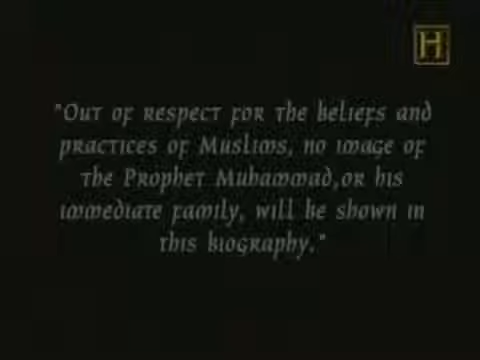 H
"Out of respect for the beliefs and
practices of Muslims, no image of
the Prophet Muhammad,or his
immediate family, will be shown in
this biography."